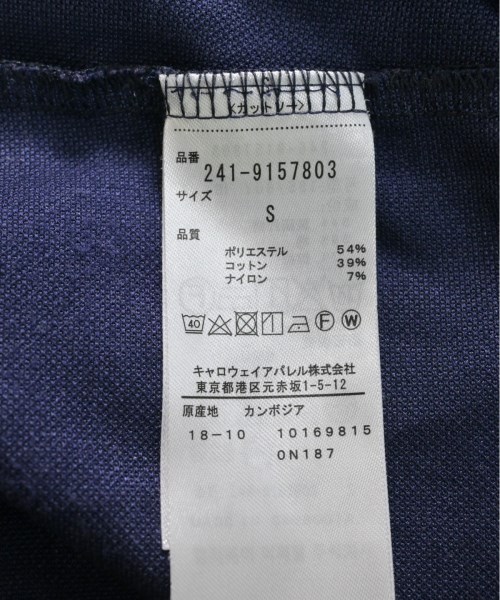 <カットソー>
品番
241-9157803
サイズ
S
品質
ポリエステル 54%
コットン 39%
ナイロン 7%
40 F W
キャロウェイアパレル株式会社
東京都港区元赤坂1-5-12
原産地 カンボジア
18-10 10169815
0N187